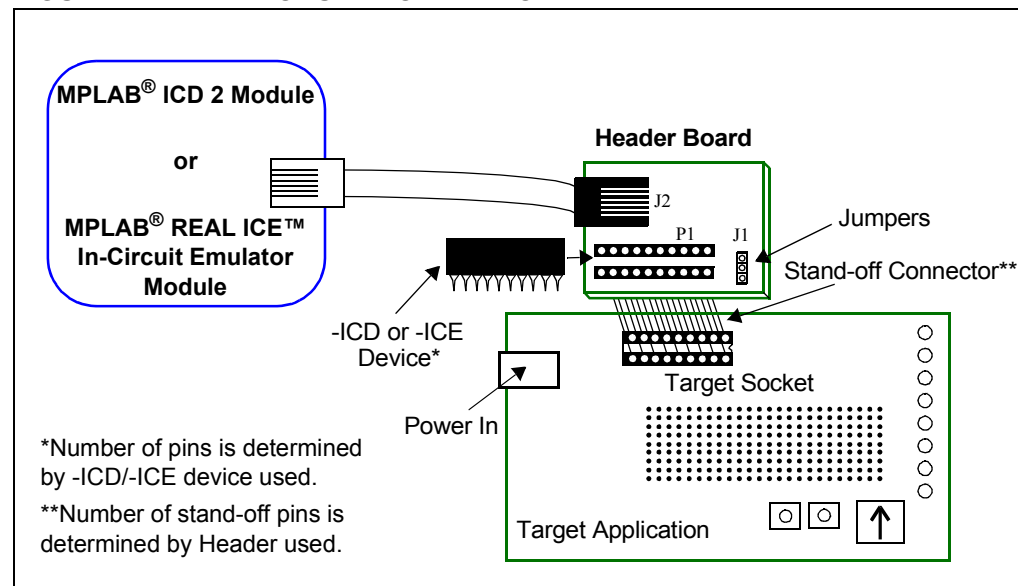 MPLAB® ICD 2 Module
or
MPLAB® REAL ICE™
In-Circuit Emulator
Module
Header Board
J2
P1
J1
Jumpers
Stand-off Connector**
-ICD or -ICE
Device*
Target Socket
Power In
*Number of pins is determined
by -ICD/-ICE device used.
**Number of stand-off pins is
determined by Header used.
Target Application